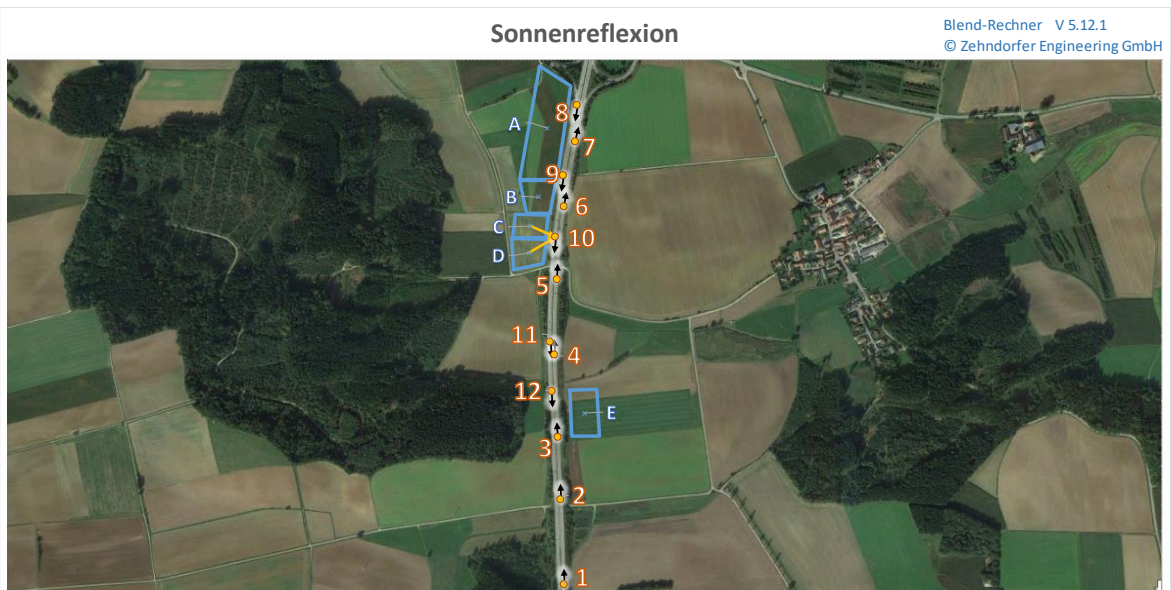 Sonnenreflexion
Blend-Rechner V 5.12.1
© Zehndorfer Engineering GmbH
8
A
7
9
B
6
C
10
D
5
11
4
12
E
3
2
1